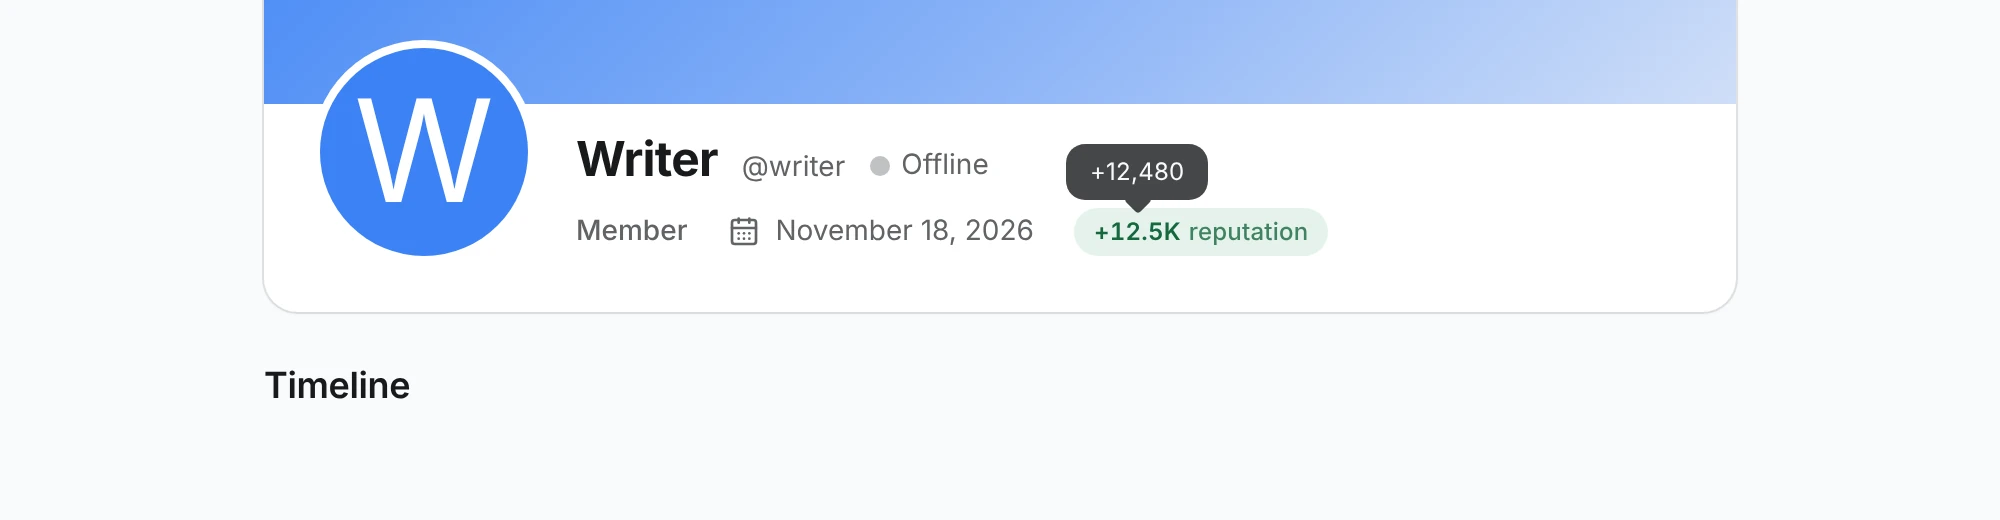 W
Writer @writer Offline
+12,480
Member November 18, 2026 +12.5K reputation
Timeline